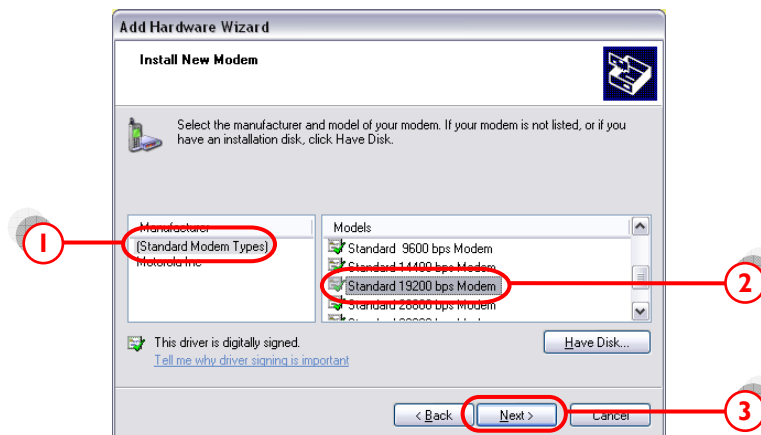 Add Hardware Wizard
Install New Modem
Select the manufacturer and model of your modem. If your modem is not listed, or if you
have an installation disk, click Have Disk.
Manufacturer
(Standard Modem Types)
Motorola Inc
Models
Standard 9600 bps Modem
Standard 14400 bps Modem
Standard 19200 bps Modem
Standard 28800 bps Modem
1
2
This driver is digitally signed.
Tell me why driver signing is important
Have Disk...
< Back
Next >
Cancel
3